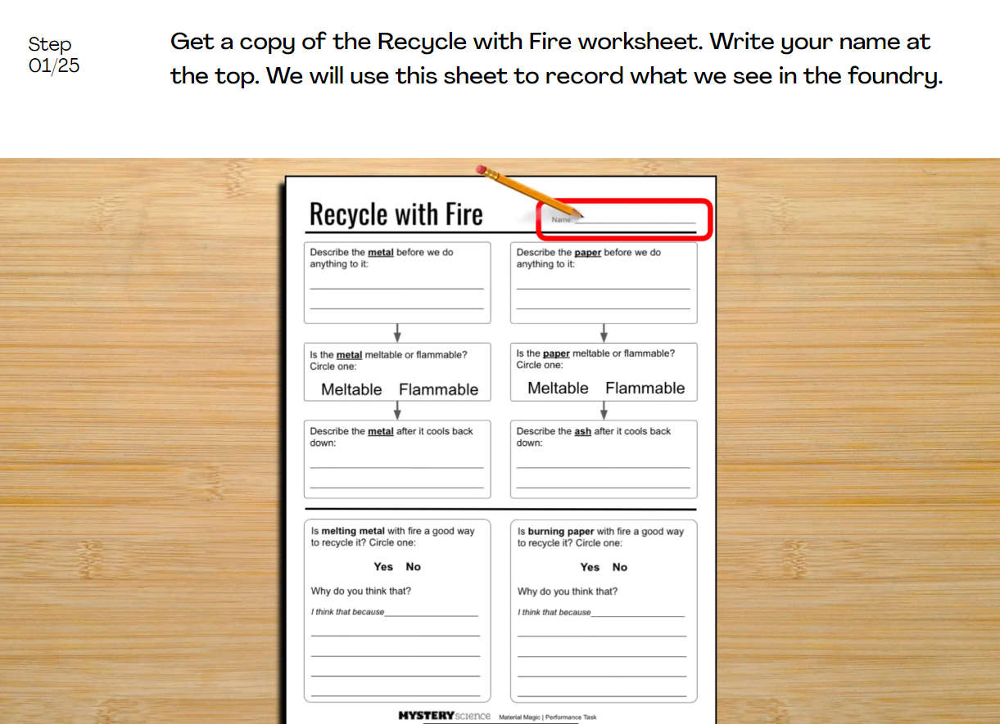 Step
01/25
Get a copy of the Recycle with Fire worksheet. Write your name at
the top. We will use this sheet to record what we see in the foundry.
Recycle with Fire
Name:
Describe the metal before we do
anything to it:
Is the metal meltable or flammable?
Circle one:
Meltable Flammable
Describe the metal after it cools back
down:
Describe the paper before we do
anything to it:
Is the paper meltable or flammable?
Circle one:
Meltable Flammable
Describe the ash after it cools back
down:
Is melting metal with fire a good way
to recycle it? Circle one:
Yes No
Why do you think that?
I think that because
Is burning paper with fire a good way
to recycle it? Circle one:
Yes No
Why do you think that?
I think that because
MYSTERY science Material Magic | Performance Task